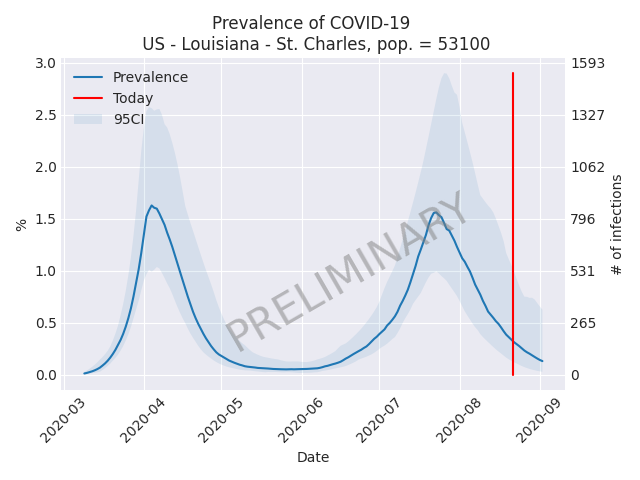 Prevalence of COVID-19
US - Louisiana - St. Charles, pop. = 53100
Prevalence
Today
95CI
PRELIMINARY
%
3.0
2.5
2.0
1.5
1.0
0.5
0.0
1593
1327
1062
796
531
265
0
# of infections
2020-03
2020-04
2020-05
2020-06
2020-07
2020-08
2020-09
Date